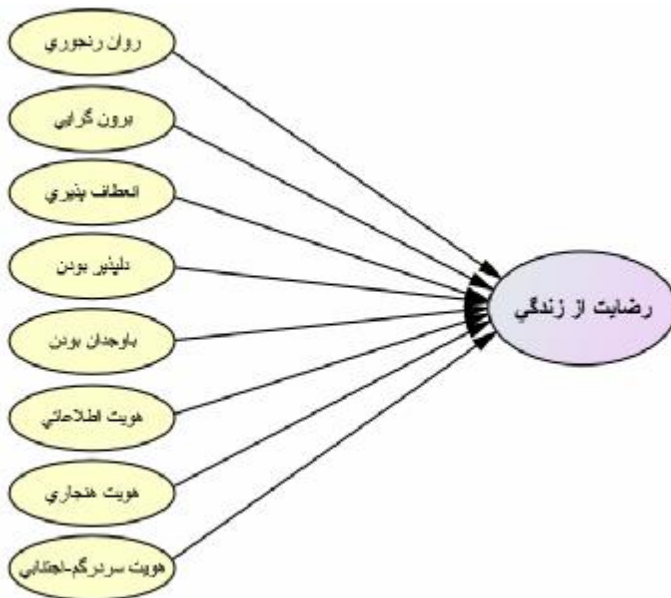 روان رنجوري
برون گرايي
انعطاف پذيري
دلپذير بودن
باوجدان بودن
هويت اطلاعاتي
هويت هنجاري
هويت سردرگم-اجتنابي
رضايت از زندگي